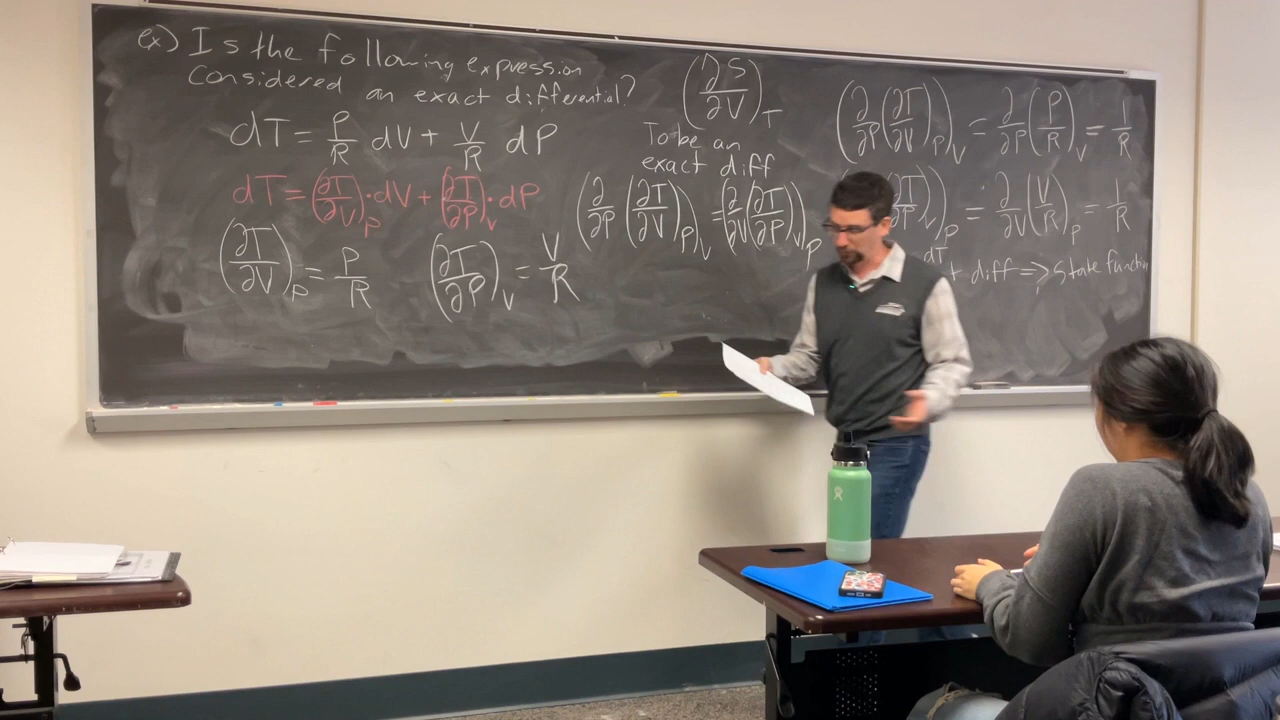 ex) Is the following expression
considered an exact differential?
dT = P/R dV + V/R dP
dT = (∂T/∂V)_P · dV + (∂T/∂P)_V · dP
(∂T/∂V)_P = P/R
(∂T/∂P)_V = V/R
(∂S/∂V)_T
To be an
exact diff
(∂/∂P (∂T/∂V)_P)_V = (∂/∂V (∂T/∂P)_V)_P
(∂/∂P (∂T/∂V)_P)_V = ∂/∂P (P/R)_V = 1/R
∂T/∂P)_V)_P = ∂/∂V (V/R)_P = 1/R
dT
diff => state function